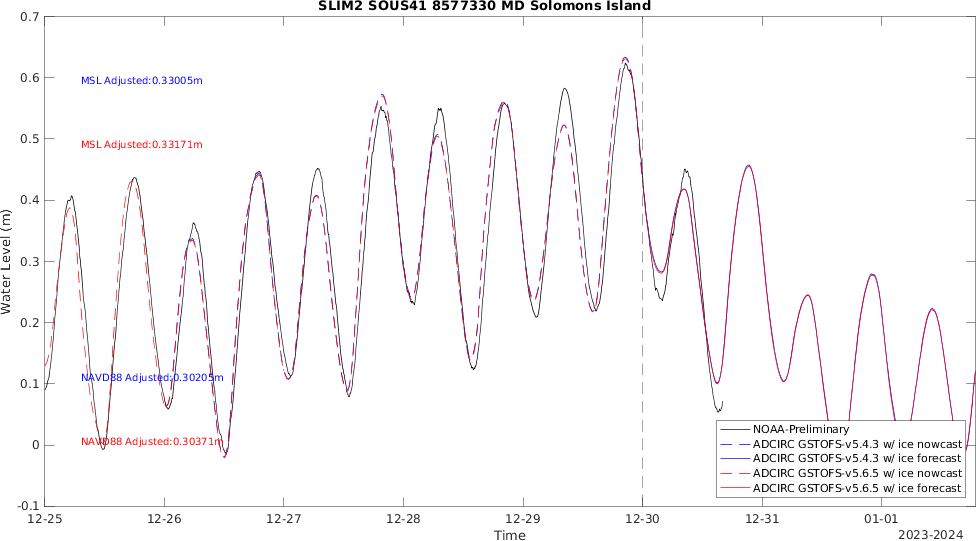 SLIM2 SOUS41 8577330 MD Solomons Island
0.7
0.6
0.5
0.4
0.3
0.2
0.1
0
-0.1
Water Level (m)
MSL Adjusted:0.33005m
MSL Adjusted:0.33171m
NAVD88 Adjusted:0.30205m
NAVD88 Adjusted:0.30371m
NOAA-Preliminary
ADCIRC GSTOFS-v5.4.3 w/ ice nowcast
ADCIRC GSTOFS-v5.4.3 w/ ice forecast
ADCIRC GSTOFS-v5.6.5 w/ ice nowcast
ADCIRC GSTOFS-v5.6.5 w/ ice forecast
12-25 12-26 12-27 12-28 12-29 12-30 12-31 01-01
Time
2023-2024